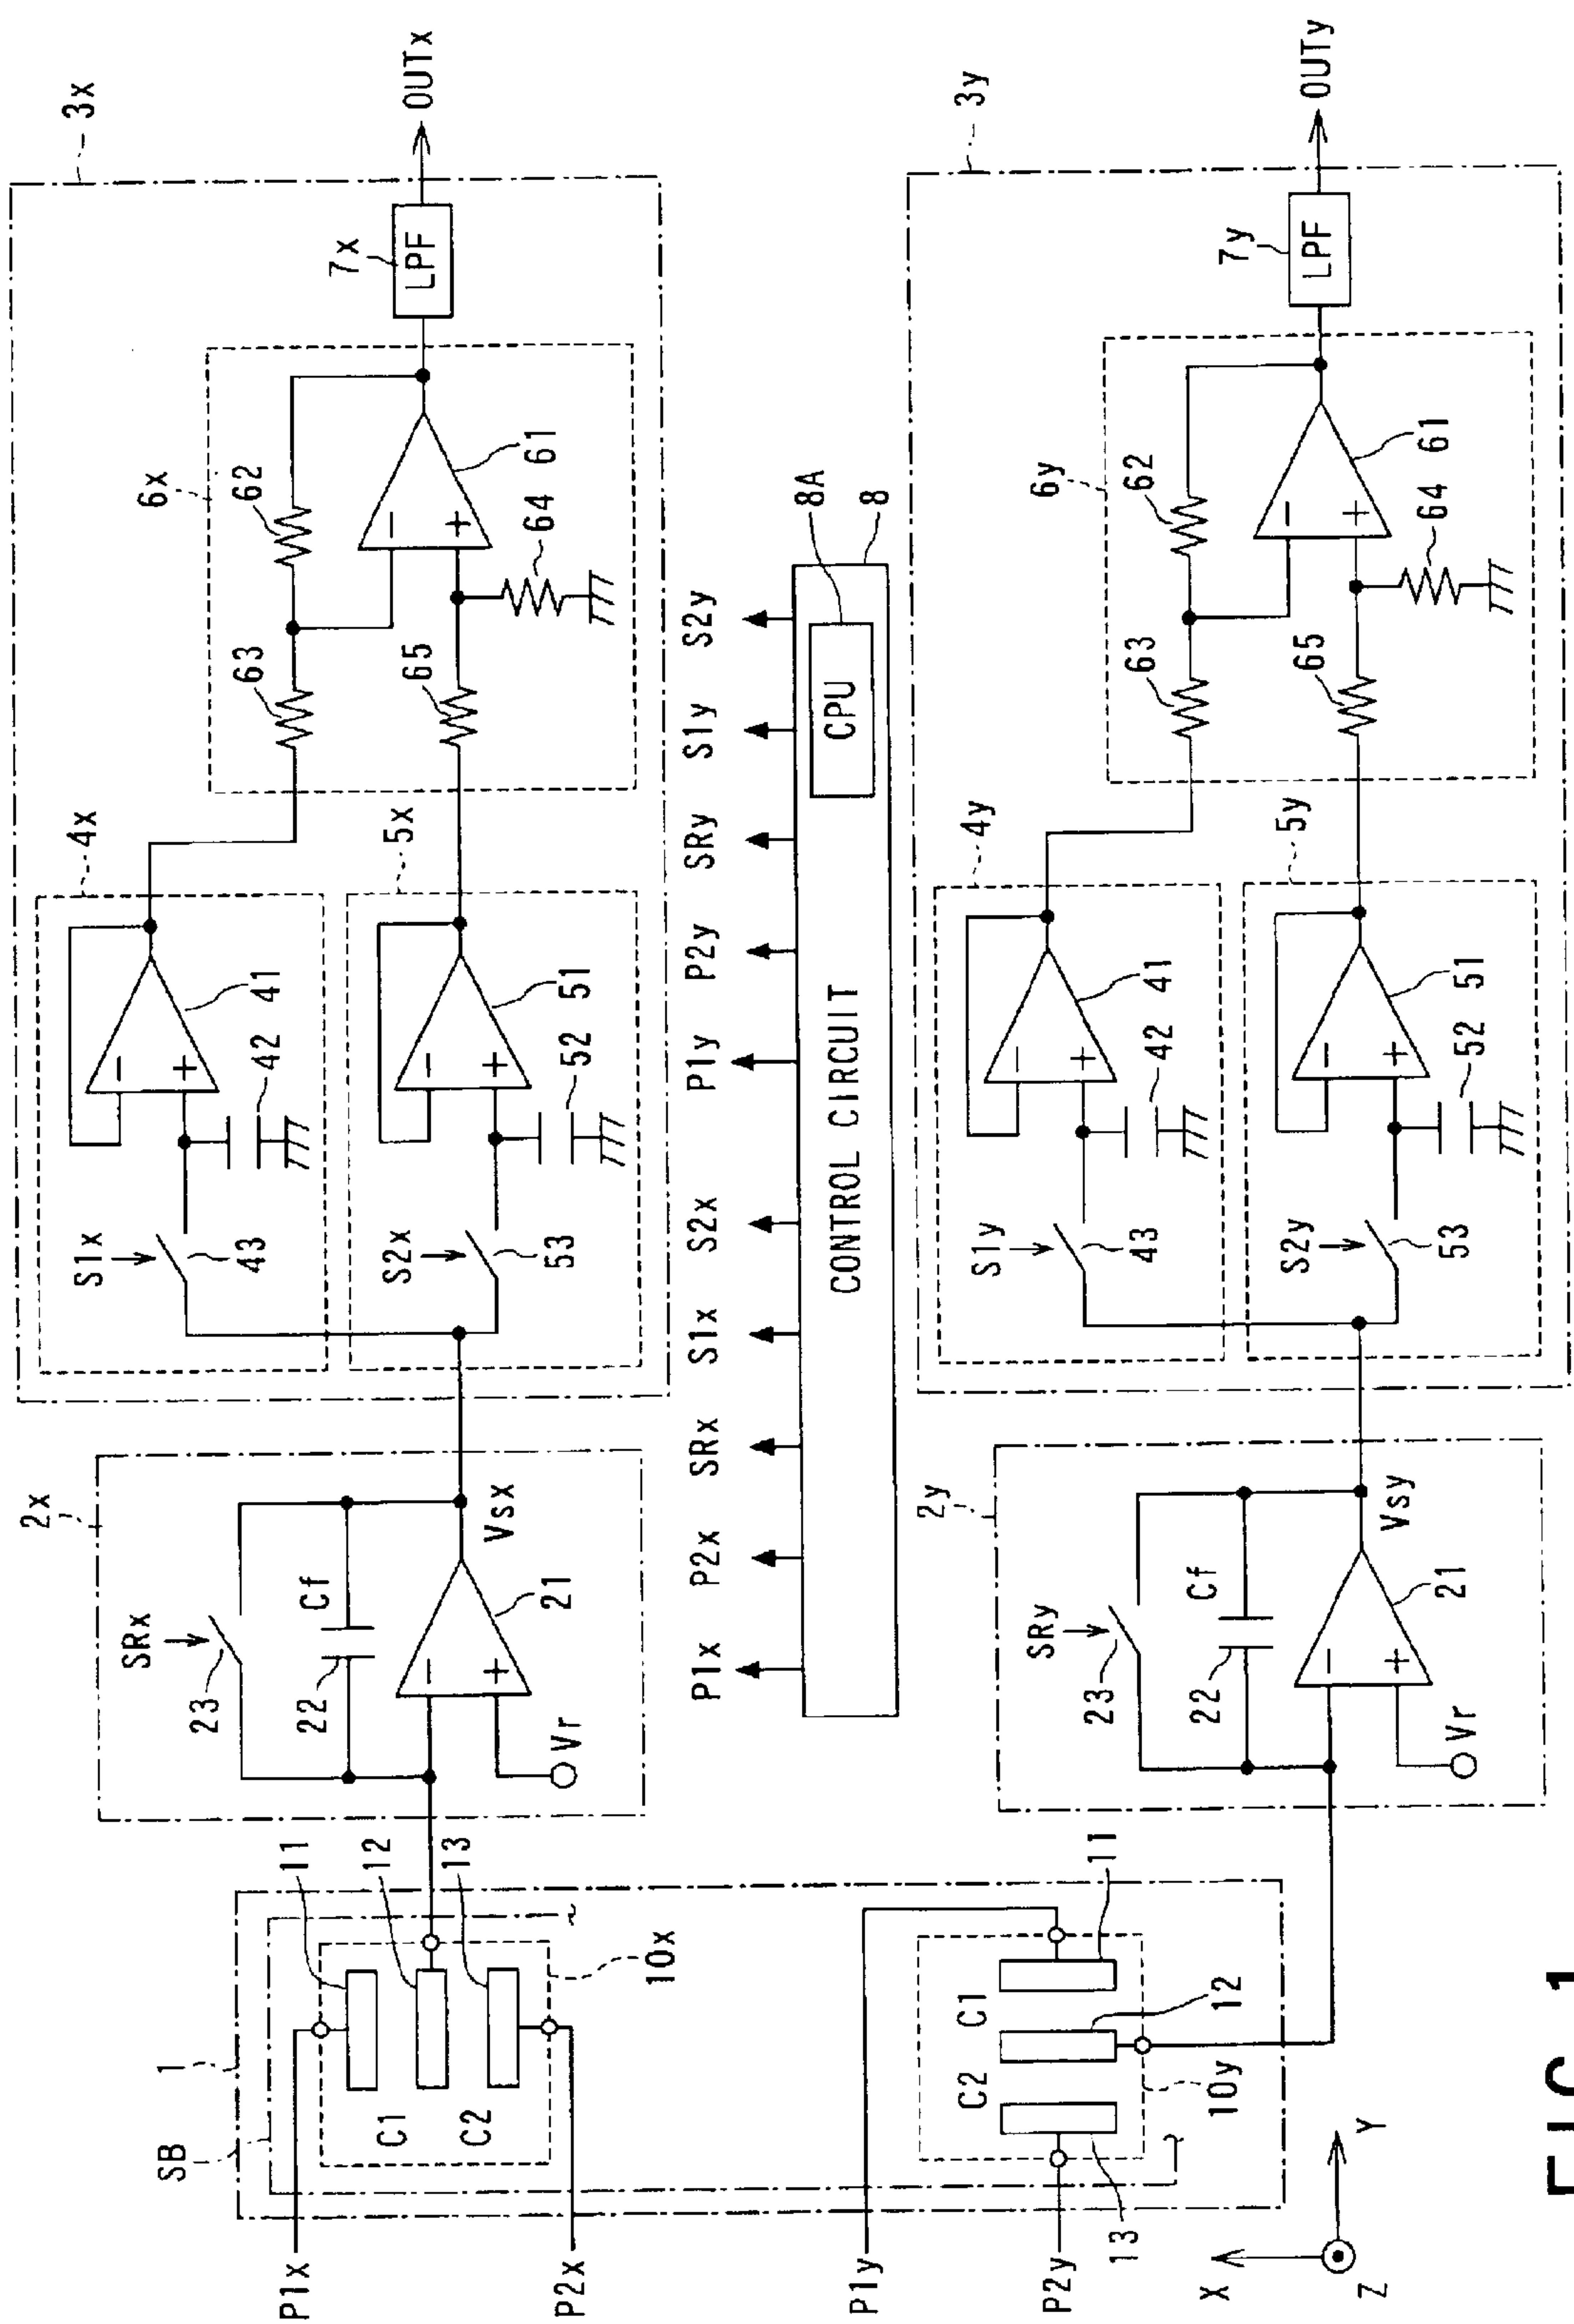 3x
OUTx
7x
LPF
6x
62
63
61
64
65
4x
41
42
S1x
43
5x
51
52
S2x
53
2x
SRx
23
22
Cf
21
Vsx
Vr
1
SB
P1x
P2x
11
12
13
C1
C2
10x
P1x
P2x
SRx
S1x
S2x
P1y
P2y
SRy
S1y
S2y
CONTROL CIRCUIT
CPU
8A
8
3y
OUTy
7y
LPF
6y
62
63
61
64
65
4y
41
42
S1y
43
5y
51
52
S2y
53
2y
SRy
23
22
Cf
21
Vsy
Vr
P1y
P2y
11
12
13
C1
C2
10y
X
Y
Z
FIG. 1